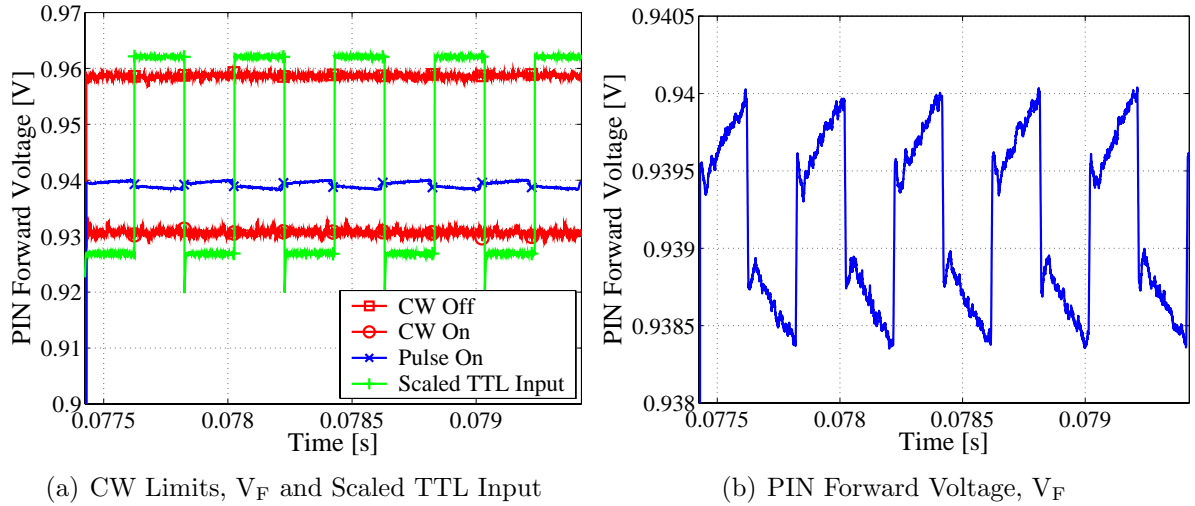 0.97
0.96
0.95
0.94
0.93
0.92
0.91
0.9
PIN Forward Voltage [V]
0.0775
0.078
0.0785
0.079
Time [s]
CW Off
CW On
Pulse On
Scaled TTL Input
(a) CW Limits, V_F and Scaled TTL Input
0.9405
0.94
0.9395
0.939
0.9385
0.938
PIN Forward Voltage [V]
0.0775
0.078
0.0785
0.079
Time [s]
(b) PIN Forward Voltage, V_F